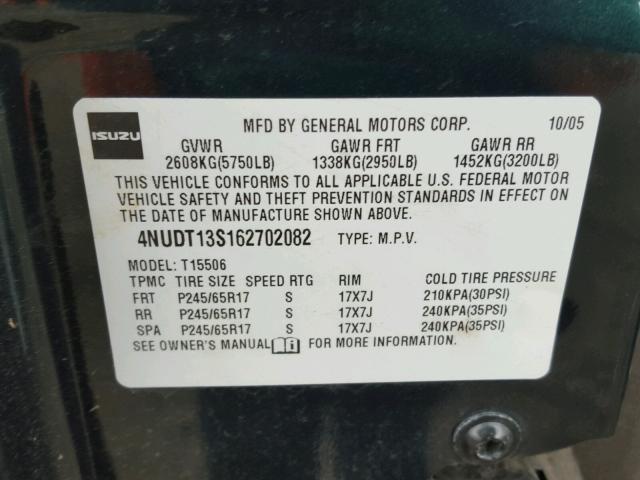 ISUZU MFD BY GENERAL MOTORS CORP. 10/05
GVWR GAWR FRT GAWR RR
2608KG(5750LB) 1338KG(2950LB) 1452KG(3200LB)
THIS VEHICLE CONFORMS TO ALL APPLICABLE U.S. FEDERAL MOTOR
VEHICLE SAFETY AND THEFT PREVENTION STANDARDS IN EFFECT ON
THE DATE OF MANUFACTURE SHOWN ABOVE.
4NUDT13S162702082 TYPE: M.P.V.
MODEL: T15506
TPMC TIRE SIZE SPEED RTG RIM COLD TIRE PRESSURE
FRT P245/65R17 S 17X7J 210KPA(30PSI)
RR P245/65R17 S 17X7J 240KPA(35PSI)
SPA P245/65R17 S 17X7J 240KPA(35PSI)
SEE OWNER'S MANUAL FOR MORE INFORMATION.